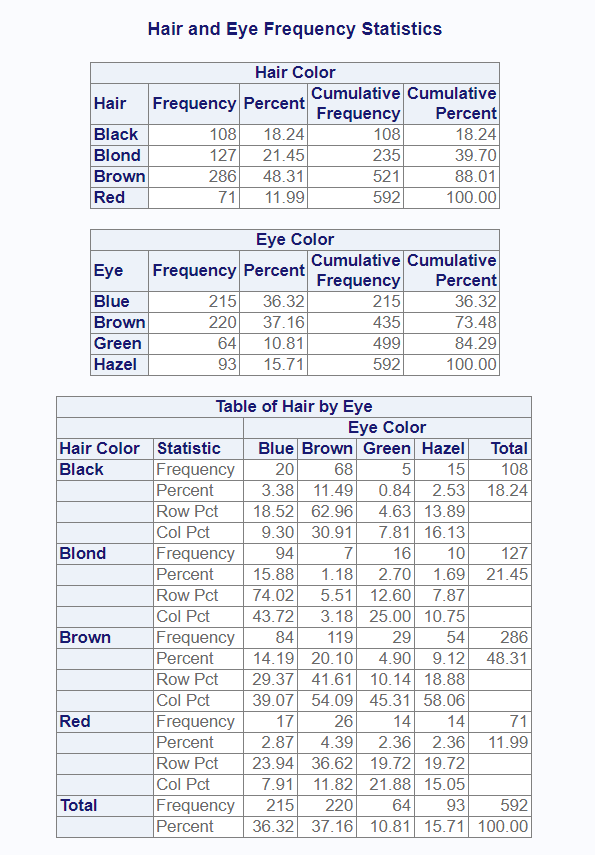 Hair and Eye Frequency Statistics
Hair Color
Hair Frequency Percent Cumulative Frequency Cumulative Percent
Black 108 18.24 108 18.24
Blond 127 21.45 235 39.70
Brown 286 48.31 521 88.01
Red 71 11.99 592 100.00
Eye Color
Eye Frequency Percent Cumulative Frequency Cumulative Percent
Blue 215 36.32 215 36.32
Brown 220 37.16 435 73.48
Green 64 10.81 499 84.29
Hazel 93 15.71 592 100.00
Table of Hair by Eye
Eye Color
Hair Color Statistic Blue Brown Green Hazel Total
Black Frequency 20 68 5 15 108
Percent 3.38 11.49 0.84 2.53 18.24
Row Pct 18.52 62.96 4.63 13.89
Col Pct 9.30 30.91 7.81 16.13
Blond Frequency 94 7 16 10 127
Percent 15.88 1.18 2.70 1.69 21.45
Row Pct 74.02 5.51 12.60 7.87
Col Pct 43.72 3.18 25.00 10.75
Brown Frequency 84 119 29 54 286
Percent 14.19 20.10 4.90 9.12 48.31
Row Pct 29.37 41.61 10.14 18.88
Col Pct 39.07 54.09 45.31 58.06
Red Frequency 17 26 14 14 71
Percent 2.87 4.39 2.36 2.36 11.99
Row Pct 23.94 36.62 19.72 19.72
Col Pct 7.91 11.82 21.88 15.05
Total Frequency 215 220 64 93 592
Percent 36.32 37.16 10.81 15.71 100.00